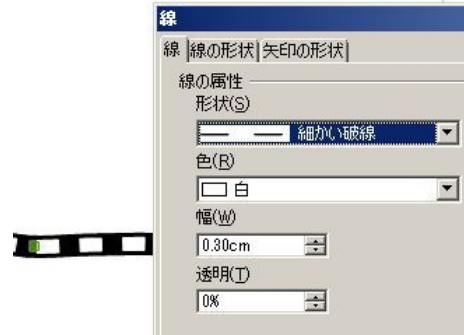 線
線 線の形状 矢印の形状
線の属性
形状(S)
細かい破線
色(R)
白
幅(W)
0.30cm
透明(T)
0%